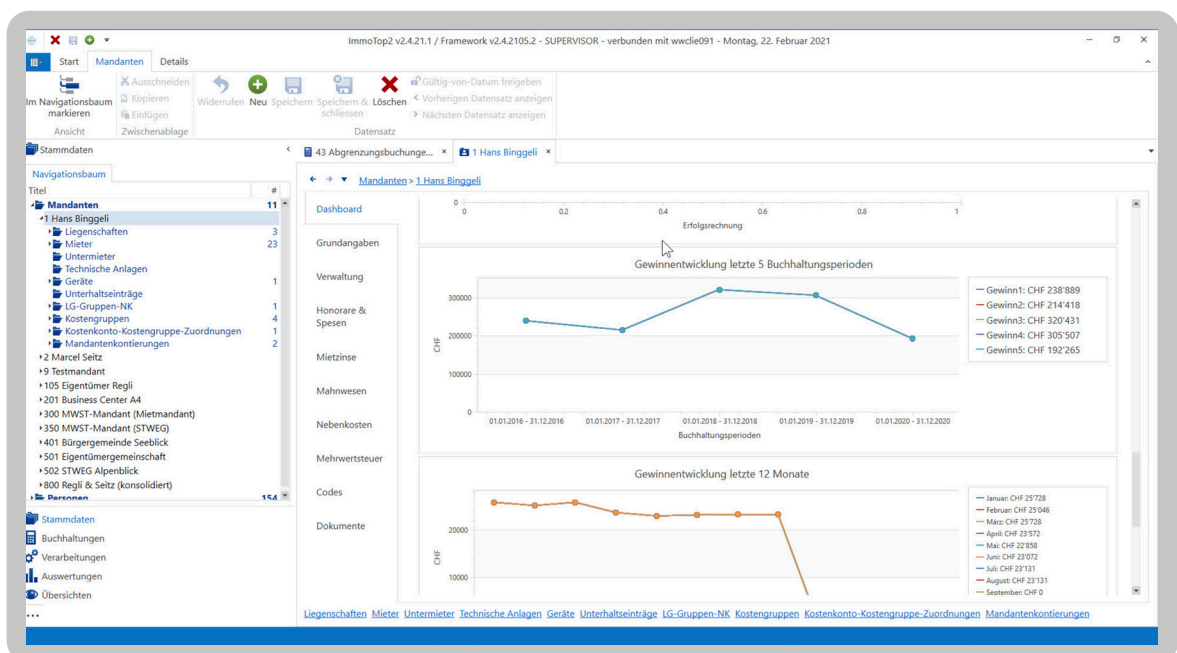 ImmoTop2 v2.4.21.1 / Framework v2.4.2105.2 - SUPERVISOR - verbunden mit wwclie091 - Montag, 22. Februar 2021
Start Mandanten Details
Im Navigationsbaum markieren
Ansicht
Ausschneiden
Kopieren
Einfügen
Zwischenablage
Widerrufen Neu Speichern Speichern & schliessen Löschen
Gültig-von-Datum freigeben
Vorherigen Datensatz anzeigen
Nächsten Datensatz anzeigen
Datensatz
Stammdaten
Navigationsbaum
Titel #
Mandanten 11
1 Hans Binggeli
Liegenschaften 3
Mieter 23
Untermieter
Technische Anlagen
Geräte 1
Unterhaltseinträge
LG-Gruppen-NK 1
Kostengruppen 4
Kostenkonto-Kostengruppe-Zuordnungen 1
Mandantenkontierungen 2
2 Marcel Seitz
9 Testmandant
105 Eigentümer Regli
201 Business Center A4
300 MWST-Mandant (Mietmandant)
350 MWST-Mandant (STWEG)
401 Bürgergemeinde Seeblick
501 Eigentümergemeinschaft
502 STWEG Alpenblick
800 Regli & Seitz (konsolidiert)
Personen 154
Stammdaten
Buchhaltungen
Verarbeitungen
Auswertungen
Übersichten
...
43 Abgrenzungsbuchunge... × 1 Hans Binggeli ×
Mandanten > 1 Hans Binggeli
Dashboard
Grundangaben
Verwaltung
Honorare &
Spesen
Mietzinse
Mahnwesen
Nebenkosten
Mehrwertsteuer
Codes
Dokumente
0
0 0.2 0.4 0.6 0.8 1
Erfolgsrechnung
Gewinnentwicklung letzte 5 Buchhaltungsperioden
CHF
300000
200000
100000
0
01.01.2016 - 31.12.2016 01.01.2017 - 31.12.2017 01.01.2018 - 31.12.2018 01.01.2019 - 31.12.2019 01.01.2020 - 31.12.2020
Buchhaltungsperioden
Gewinn1: CHF 238'889
Gewinn2: CHF 214'418
Gewinn3: CHF 320'431
Gewinn4: CHF 305'507
Gewinn5: CHF 192'265
Gewinnentwicklung letzte 12 Monate
CHF
20000
10000
Januar: CHF 25'728
Februar: CHF 25'046
März: CHF 25'728
April: CHF 23'572
Mai: CHF 22'858
Juni: CHF 23'072
Juli: CHF 23'131
August: CHF 23'131
September: CHF 0
Liegenschaften Mieter Untermieter Technische Anlagen Geräte Unterhaltseinträge LG-Gruppen-NK Kostengruppen Kostenkonto-Kostengruppe-Zuordnungen Mandantenkontierungen